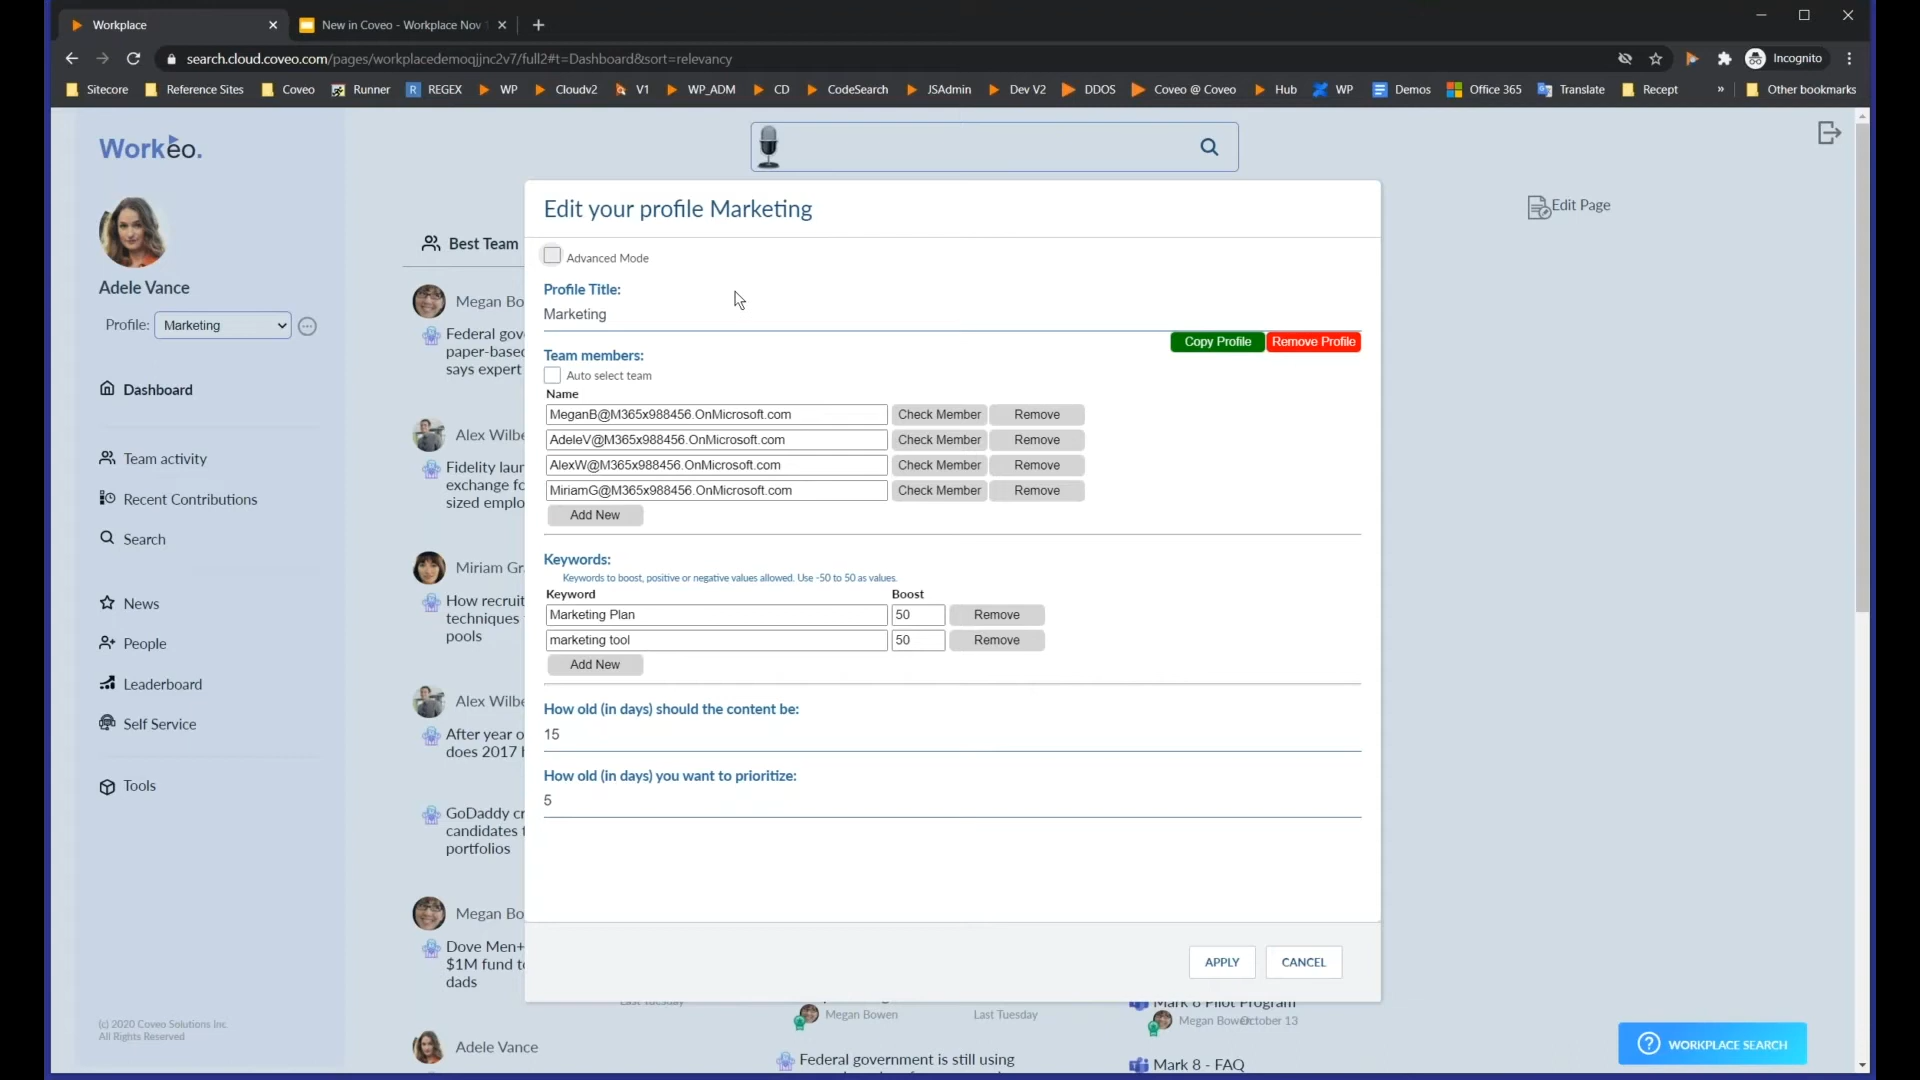 Workplace
New in Coveo - Workplace Nov
search.cloud.coveo.com/pages/workplacedemoqjjnc2v7/full2#t=Dashboard&sort=relevancy
Incognito
Sitecore Reference Sites Coveo Runner REGEX WP Cloudv2 V1 WP_ADM CD CodeSearch JSAdmin Dev V2 DDOS Coveo @ Coveo Hub WP Demos Office 365 Translate Recept » Other bookmarks
Workeo.
Adele Vance
Profile: Marketing
Dashboard
Team activity
Recent Contributions
Search
News
People
Leaderboard
Self Service
Tools
(c) 2020 Coveo Solutions Inc.
All Rights Reserved
Edit Page
Best Team
Megan Bo
Federal gov
paper-base
says expert
Alex Wilbe
Fidelity laun
exchange fo
sized emplo
Miriam Gr
How recruit
techniques
pools
Alex Wilbe
After year o
does 2017
GoDaddy cr
candidates
portfolios
Megan Bo
Dove Men+
$1M fund to
dads
Adele Vance
Edit your profile Marketing
Advanced Mode
Profile Title:
Marketing
Copy Profile Remove Profile
Team members:
Auto select team
Name
MeganB@M365x988456.OnMicrosoft.com Check Member Remove
AdeleV@M365x988456.OnMicrosoft.com Check Member Remove
AlexW@M365x988456.OnMicrosoft.com Check Member Remove
MiriamG@M365x988456.OnMicrosoft.com Check Member Remove
Add New
Keywords:
Keywords to boost, positive or negative values allowed. Use -50 to 50 as values.
Keyword Boost
Marketing Plan 50 Remove
marketing tool 50 Remove
Add New
How old (in days) should the content be:
15
How old (in days) you want to prioritize:
5
APPLY CANCEL
Last Tuesday
Megan Bowen Last Tuesday
Federal government is still using
Mark 8 Pilot Program
Megan Bowen October 13
Mark 8 - FAQ
WORKPLACE SEARCH